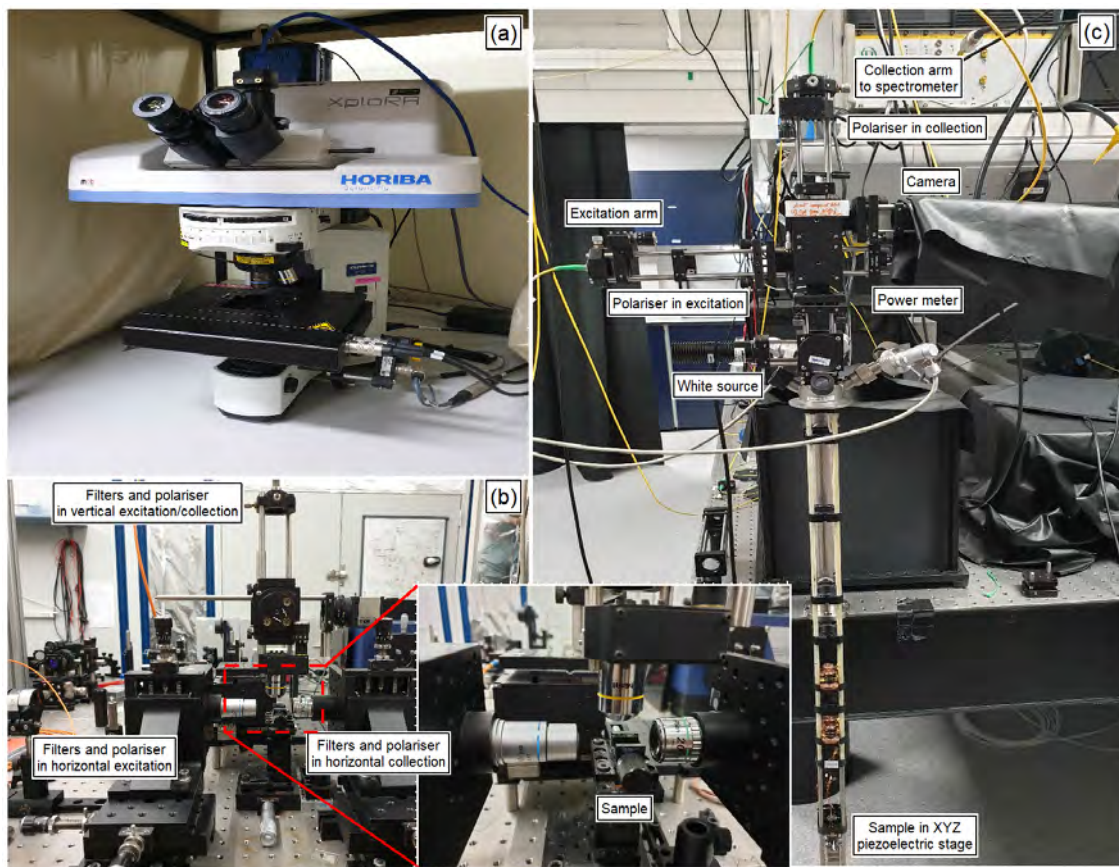 (a)
XploRA
HORIBA
(b)
Filters and polariser
in vertical excitation/collection
Filters and polariser
in horizontal excitation
Filters and polariser
in horizontal collection
Sample
(c)
Collection arm
to spectrometer
Polariser in collection
Camera
Excitation arm
Polariser in excitation
Power meter
White source
Sample in XYZ
piezoelectric stage